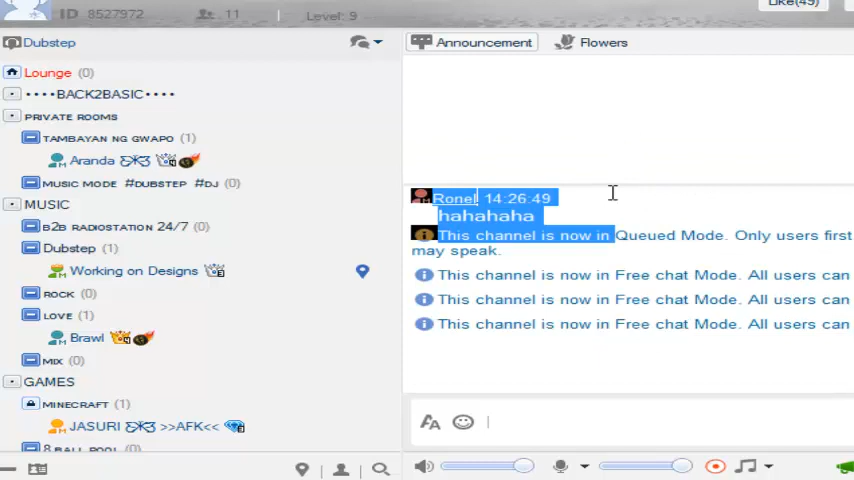 ID 8527972 11 Level: 9 Like(49)
Dubstep
Announcement Flowers
Lounge (0)
••••BACK2BASIC••••
PRIVATE ROOMS
TAMBAYAN NG GWAPO (1)
Aranda
MUSIC MODE #DUBSTEP #DJ (0)
MUSIC
B2B RADIOSTATION 24/7 (0)
Dubstep (1)
Working on Designs
ROCK (0)
LOVE (1)
Brawl
MIX (0)
GAMES
MINECRAFT (1)
JASURI >>AFK<<
8 BALL POOL (0)
Ronel 14:26:49
hahahaha
This channel is now in Queued Mode. Only users first
may speak.
This channel is now in Free chat Mode. All users can
This channel is now in Free chat Mode. All users can
This channel is now in Free chat Mode. All users can